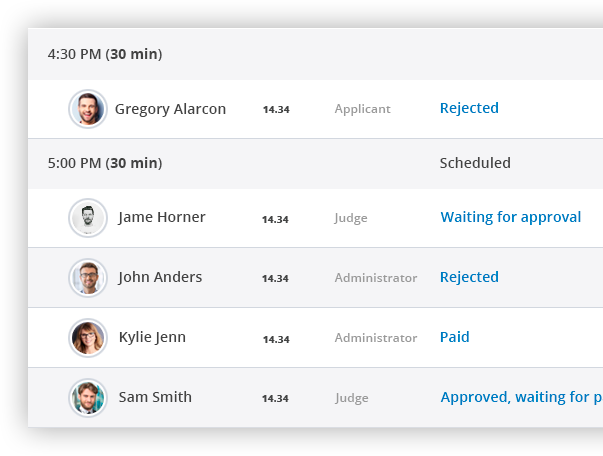 4:30 PM (30 min)
Gregory Alarcon 14.34 Applicant Rejected
5:00 PM (30 min) Scheduled
Jame Horner 14.34 Judge Waiting for approval
John Anders 14.34 Administrator Rejected
Kylie Jenn 14.34 Administrator Paid
Sam Smith 14.34 Judge Approved, waiting for p